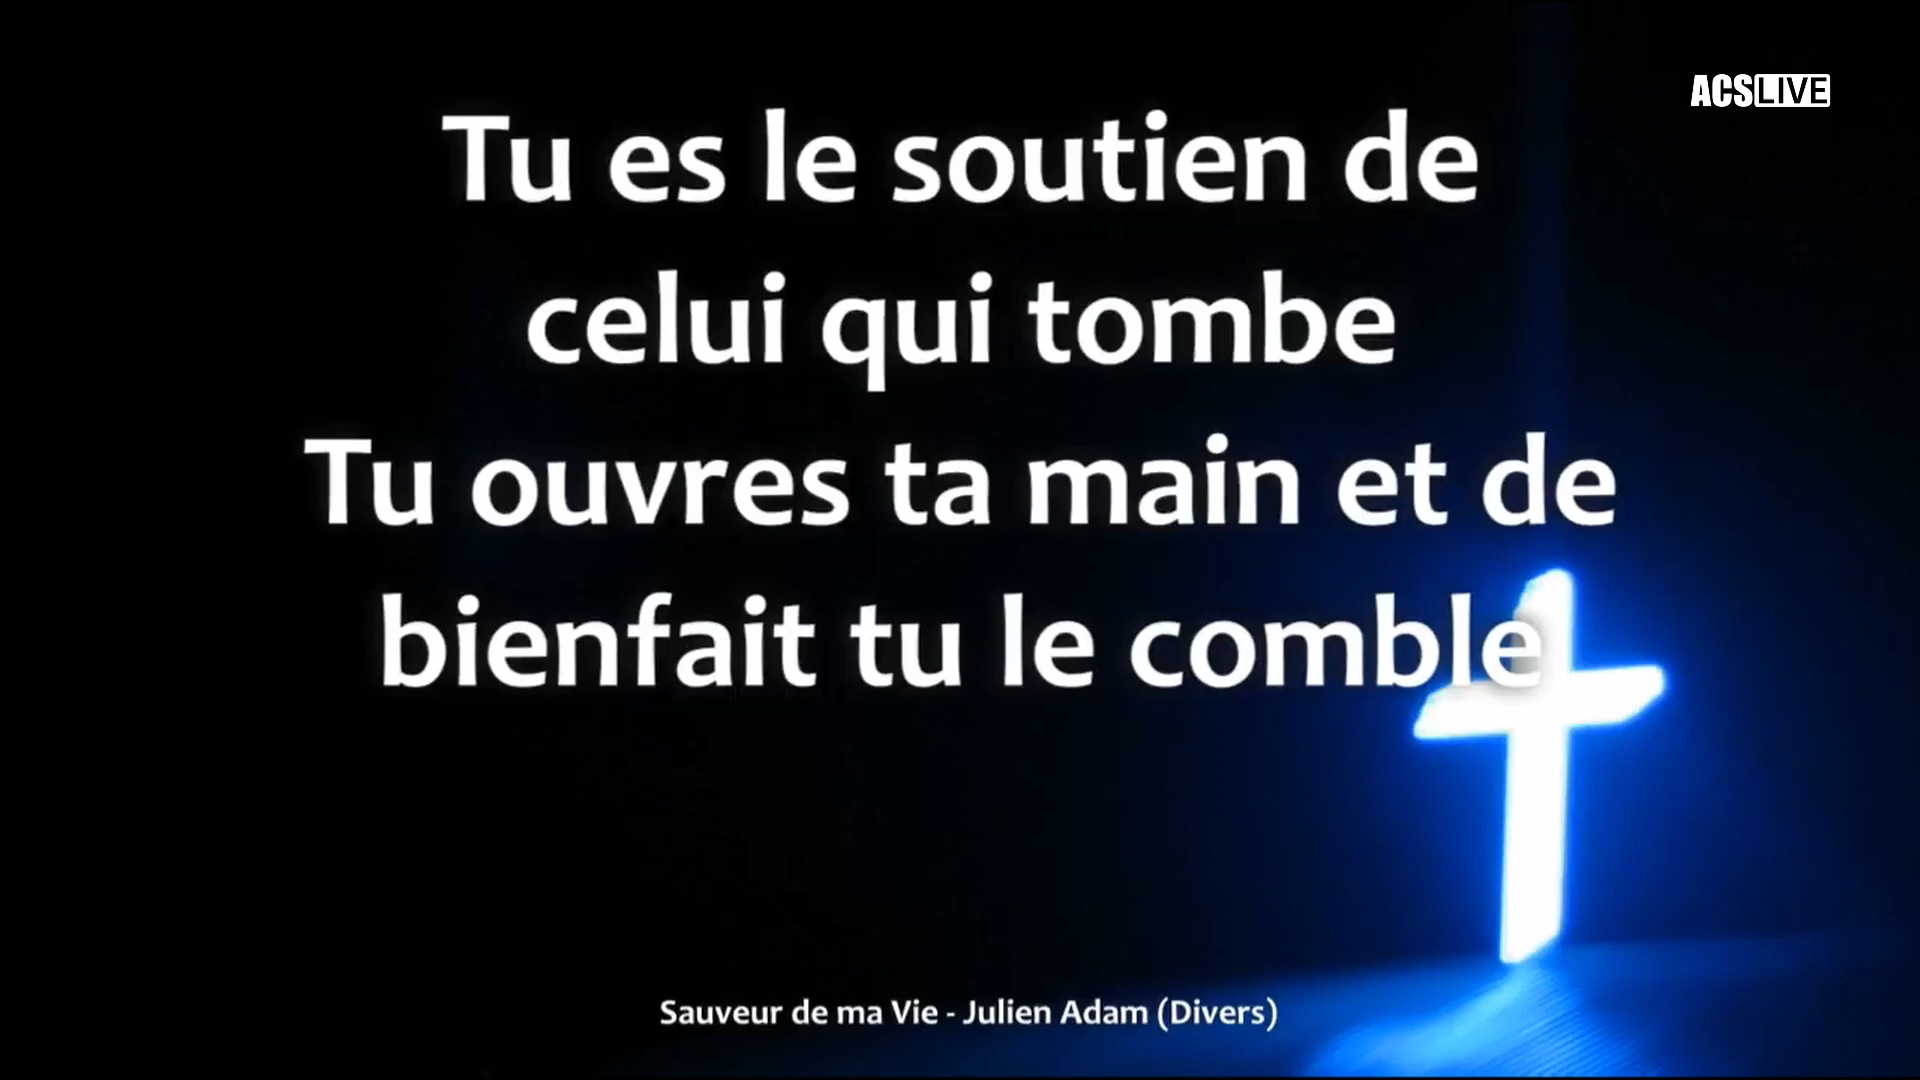 ACSLIVE
Tu es le soutien de
celui qui tombe
Tu ouvres ta main et de
bienfait tu le comble
Sauveur de ma Vie - Julien Adam (Divers)